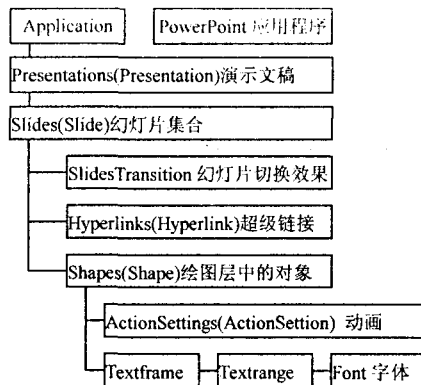 Application PowerPoint 应用程序
Presentations(Presentation)演示文稿
Slides(Slide)幻灯片集合
SlidesTransition 幻灯片切换效果
Hyperlinks(Hyperlink)超级链接
Shapes(Shape)绘图层中的对象
ActionSettings(ActionSettion) 动画
Textframe Textrange Font 字体